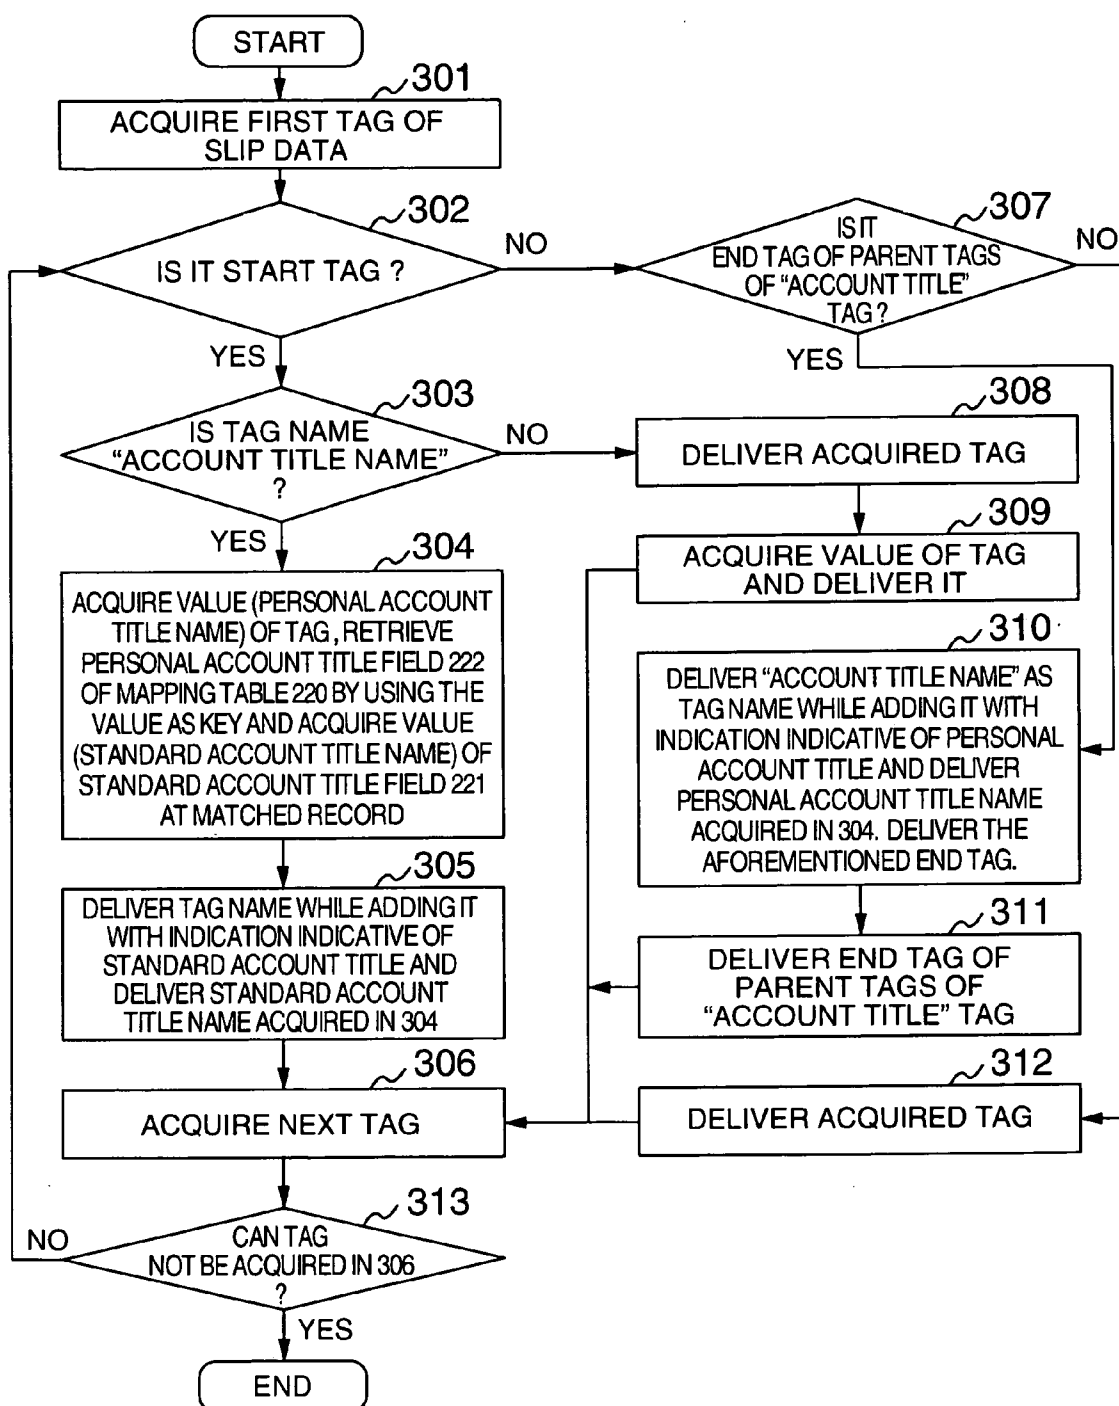 START
301
ACQUIRE FIRST TAG OF
SLIP DATA
302
IS IT START TAG ?
NO
YES
307
IS IT
END TAG OF PARENT TAGS
OF “ACCOUNT TITLE”
TAG ?
NO
YES
303
IS TAG NAME
“ACCOUNT TITLE NAME”
?
NO
YES
308
DELIVER ACQUIRED TAG
309
ACQUIRE VALUE OF TAG
AND DELIVER IT
304
ACQUIRE VALUE (PERSONAL ACCOUNT
TITLE NAME) OF TAG, RETRIEVE
PERSONAL ACCOUNT TITLE FIELD 222
OF MAPPING TABLE 220 BY USING THE
VALUE AS KEY AND ACQUIRE VALUE
(STANDARD ACCOUNT TITLE NAME) OF
STANDARD ACCOUNT TITLE FIELD 221
AT MATCHED RECORD
310
DELIVER “ACCOUNT TITLE NAME” AS
TAG NAME WHILE ADDING IT WITH
INDICATION INDICATIVE OF PERSONAL
ACCOUNT TITLE AND DELIVER
PERSONAL ACCOUNT TITLE NAME
ACQUIRED IN 304. DELIVER THE
AFOREMENTIONED END TAG.
305
DELIVER TAG NAME WHILE ADDING IT
WITH INDICATION INDICATIVE OF
STANDARD ACCOUNT TITLE AND
DELIVER STANDARD ACCOUNT
TITLE NAME ACQUIRED IN 304
311
DELIVER END TAG OF
PARENT TAGS OF
“ACCOUNT TITLE” TAG
306
ACQUIRE NEXT TAG
312
DELIVER ACQUIRED TAG
313
CAN TAG
NOT BE ACQUIRED IN 306
?
NO
YES
END